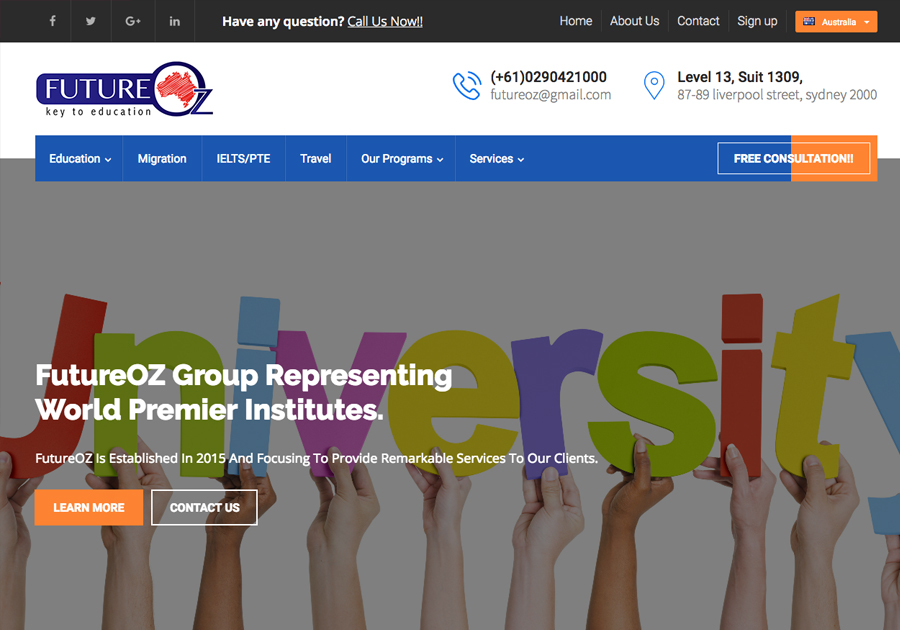 Have any question? Call Us Now!!
Home
About Us
Contact
Sign up
Australia
FUTURE OZ
key to education
(+61)0290421000
futureoz@gmail.com
Level 13, Suit 1309,
87-89 liverpool street, sydney 2000
Education
Migration
IELTS/PTE
Travel
Our Programs
Services
FREE CONSULTATION!!
University
FutureOZ Group Representing
World Premier Institutes.
FutureOZ Is Established In 2015 And Focusing To Provide Remarkable Services To Our Clients.
LEARN MORE
CONTACT US